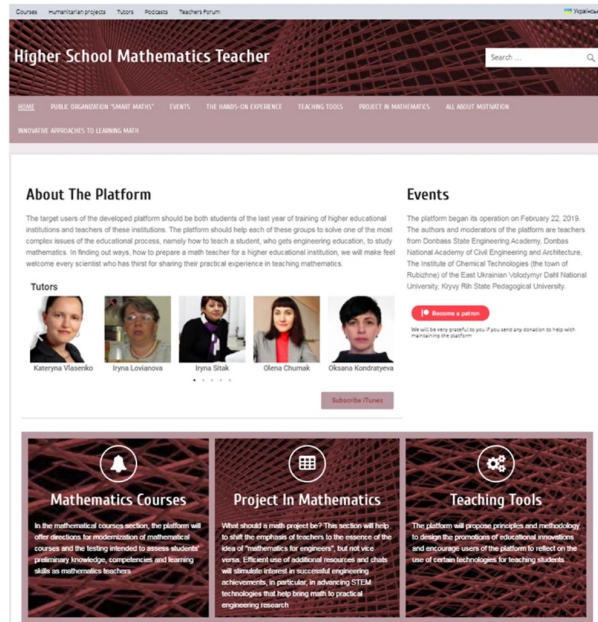 Courses Humanitarian projects Tutors Podcasts Teachers Forum
Higher School Mathematics Teacher
Search ...
HOME PUBLIC ORGANIZATION "SMART MATHS" EVENTS THE HANDS-ON EXPERIENCE TEACHING TOOLS PROJECT IN MATHEMATICS ALL ABOUT MOTIVATION
INNOVATIVE APPROACHES TO LEARNING MATH
About The Platform
The target users of the developed platform should be both students of the last year of training of higher educational
institutions and teachers of these institutions. The platform should help each of these groups to solve one of the most
complex issues of the educational process, namely how to teach a student, who gets engineering education, to study
mathematics. In finding out ways, how to prepare a math teacher for a higher educational institution, we will make feel
welcome every scientist who has thirst for sharing their practical experience in teaching mathematics.
Tutors
Kateryna Vlasenko Iryna Lovianova Iryna Sitak Olena Chumak Oksana Kondratyeva
Subscribe iTunes
Events
The platform began its operation on February 22, 2019.
The authors and moderators of the platform are teachers
from Donbass State Engineering Academy, Donbas
National Academy of Civil Engineering and Architecture,
The Institute of Chemical Technologies (the town of
Rubizhne) of the East Ukrainian Volodymyr Dahl National
University, Kryvy Rih State Pedagogical University.
Become a patron
We will be very grateful to you if you send any donation to help with
maintaining the platform
Mathematics Courses
In the mathematical courses section, the platform will
offer directions for modernization of mathematical
courses and the testing intended to assess students'
preliminary knowledge, competencies and learning
skills as mathematics teachers
Project In Mathematics
What should a math project be? This section will help
to shift the emphasis of teachers to the essence of the
idea of "mathematics for engineers", but not vice
versa. Efficient use of additional resources and chats
will stimulate interest in successful engineering
achievements, in particular, in advancing STEM
technologies that help bring math to practical
engineering research
Teaching Tools
The platform will propose principles and methodology
to design the promotions of educational innovations
and encourage users of the platform to reflect on the
use of certain technologies for teaching students